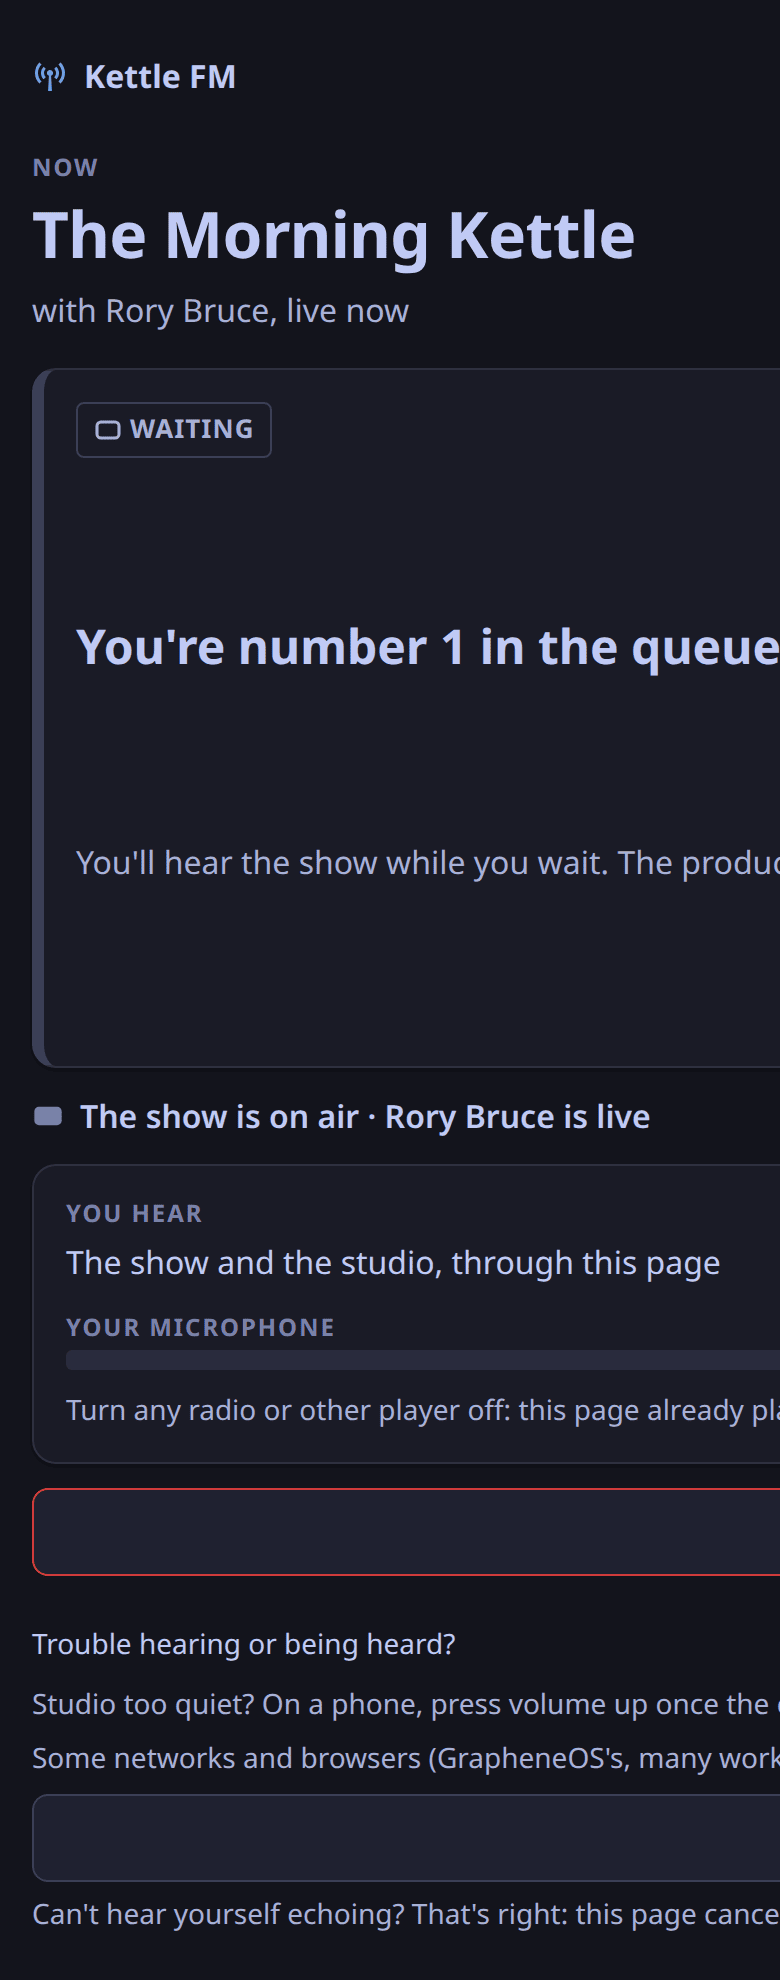 Kettle FM
NOW
The Morning Kettle
with Rory Bruce, live now
WAITING
You're number 1 in the queue
You'll hear the show while you wait. The produc
The show is on air · Rory Bruce is live
YOU HEAR
The show and the studio, through this page
YOUR MICROPHONE
Turn any radio or other player off: this page already pla
Trouble hearing or being heard?
Studio too quiet? On a phone, press volume up once the
Some networks and browsers (GrapheneOS's, many work
Can't hear yourself echoing? That's right: this page cance